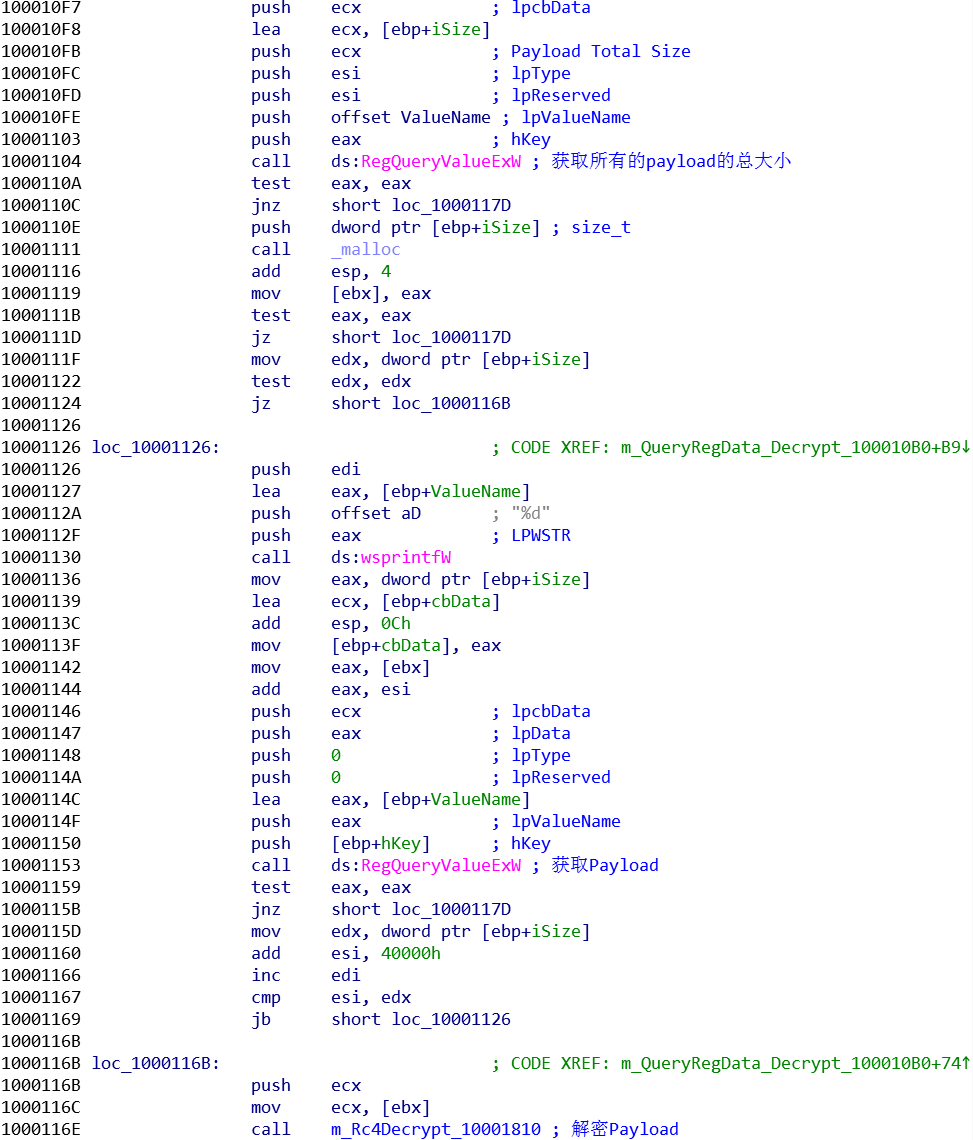 100010F7 push ecx ; lpcbData
100010F8 lea ecx, [ebp+iSize]
100010FB push ecx ; Payload Total Size
100010FC push esi ; lpType
100010FD push esi ; lpReserved
100010FE push offset ValueName ; lpValueName
10001103 push eax ; hKey
10001104 call ds:RegQueryValueExW ; 获取所有的payload的总大小
1000110A test eax, eax
1000110C jnz short loc_1000117D
1000110E push dword ptr [ebp+iSize] ; size_t
10001111 call _malloc
10001116 add esp, 4
10001119 mov [ebx], eax
1000111B test eax, eax
1000111D jz short loc_1000117D
1000111F mov edx, dword ptr [ebp+iSize]
10001122 test edx, edx
10001124 jz short loc_1000116B
10001126
10001126 loc_10001126: ; CODE XREF: m_QueryRegData_Decrypt_100010B0+B9↓
10001126 push edi
10001127 lea eax, [ebp+ValueName]
1000112A push offset aD ; "%d"
1000112F push eax ; LPWSTR
10001130 call ds:wsprintfW
10001136 mov eax, dword ptr [ebp+iSize]
10001139 lea ecx, [ebp+cbData]
1000113C add esp, 0Ch
1000113F mov [ebp+cbData], eax
10001142 mov eax, [ebx]
10001144 add eax, esi
10001146 push ecx ; lpcbData
10001147 push eax ; lpData
10001148 push 0 ; lpType
1000114A push 0 ; lpReserved
1000114C lea eax, [ebp+ValueName]
1000114F push eax ; lpValueName
10001150 push [ebp+hKey] ; hKey
10001153 call ds:RegQueryValueExW ; 获取Payload
10001159 test eax, eax
1000115B jnz short loc_1000117D
1000115D mov edx, dword ptr [ebp+iSize]
10001160 add esi, 40000h
10001166 inc edi
10001167 cmp esi, edx
10001169 jb short loc_10001126
1000116B
1000116B loc_1000116B: ; CODE XREF: m_QueryRegData_Decrypt_100010B0+74↑
1000116B push ecx
1000116C mov ecx, [ebx]
1000116E call m_Rc4Decrypt_10001810 ; 解密Payload